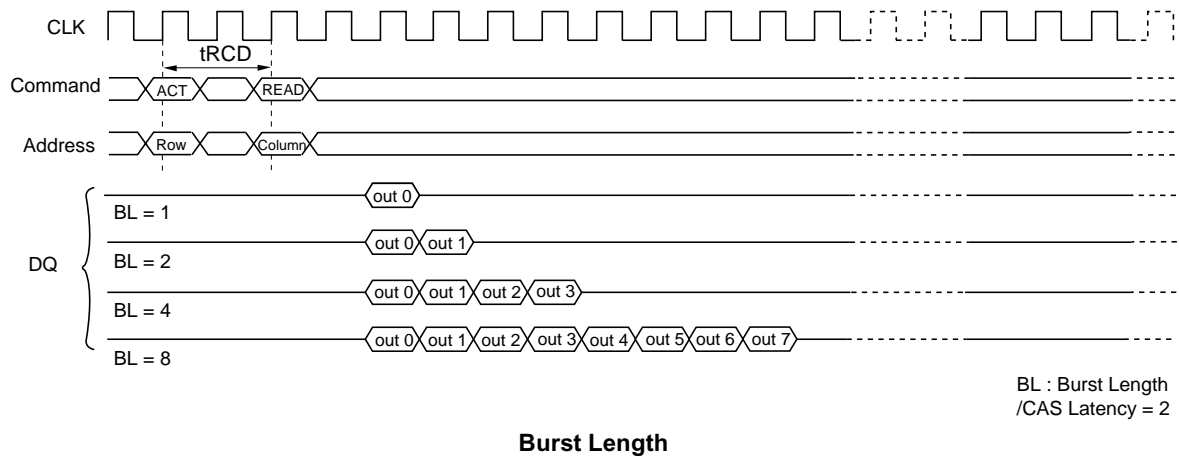 CLK
tRCD
Command ACT READ
Address Row Column
out 0
BL = 1
out 0 out 1
BL = 2
DQ
out 0 out 1 out 2 out 3
BL = 4
out 0 out 1 out 2 out 3 out 4 out 5 out 6 out 7
BL = 8
BL : Burst Length
/CAS Latency = 2
Burst Length